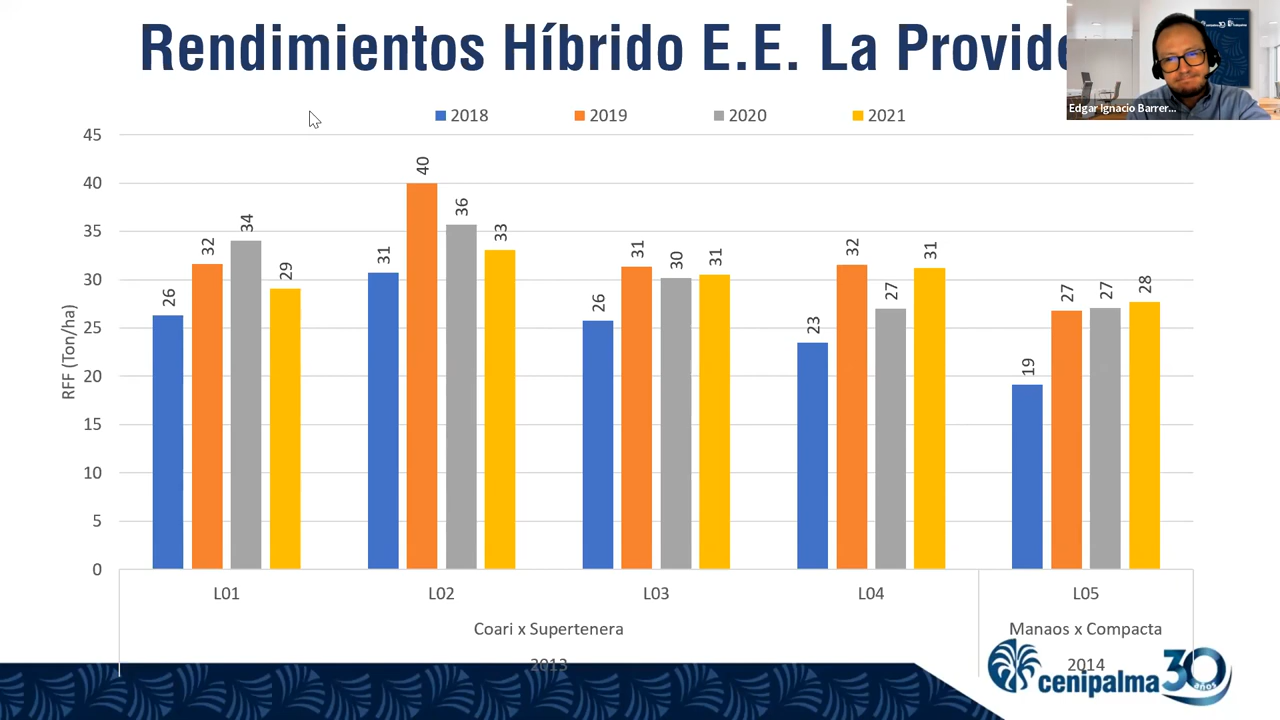 Rendimientos Híbrido E.E. La Provide
Edgar Ignacio Barrer...
2018 2019 2020 2021
RFF (Ton/ha)
45
40
35
30
25
20
15
10
5
0
26 32 34 29
31 40 36 33
26 31 30 31
23 32 27 31
19 27 27 28
L01 L02 L03 L04 L05
Coari x Supertenera Manaos x Compacta
2013 2014
cenipalma 30 años